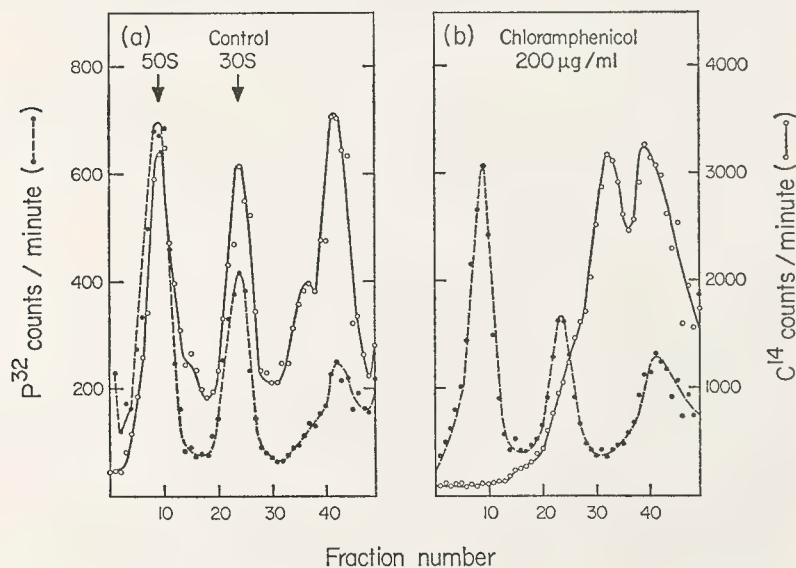 (a) Control
50S 30S
(b) Chloramphenicol
200 μg/ml
P32 counts / minute (•----•)
800
600
400
200
10 20 30 40
10 20 30 40
4000
3000
2000
1000
C14 counts / minute (o—o)
Fraction number